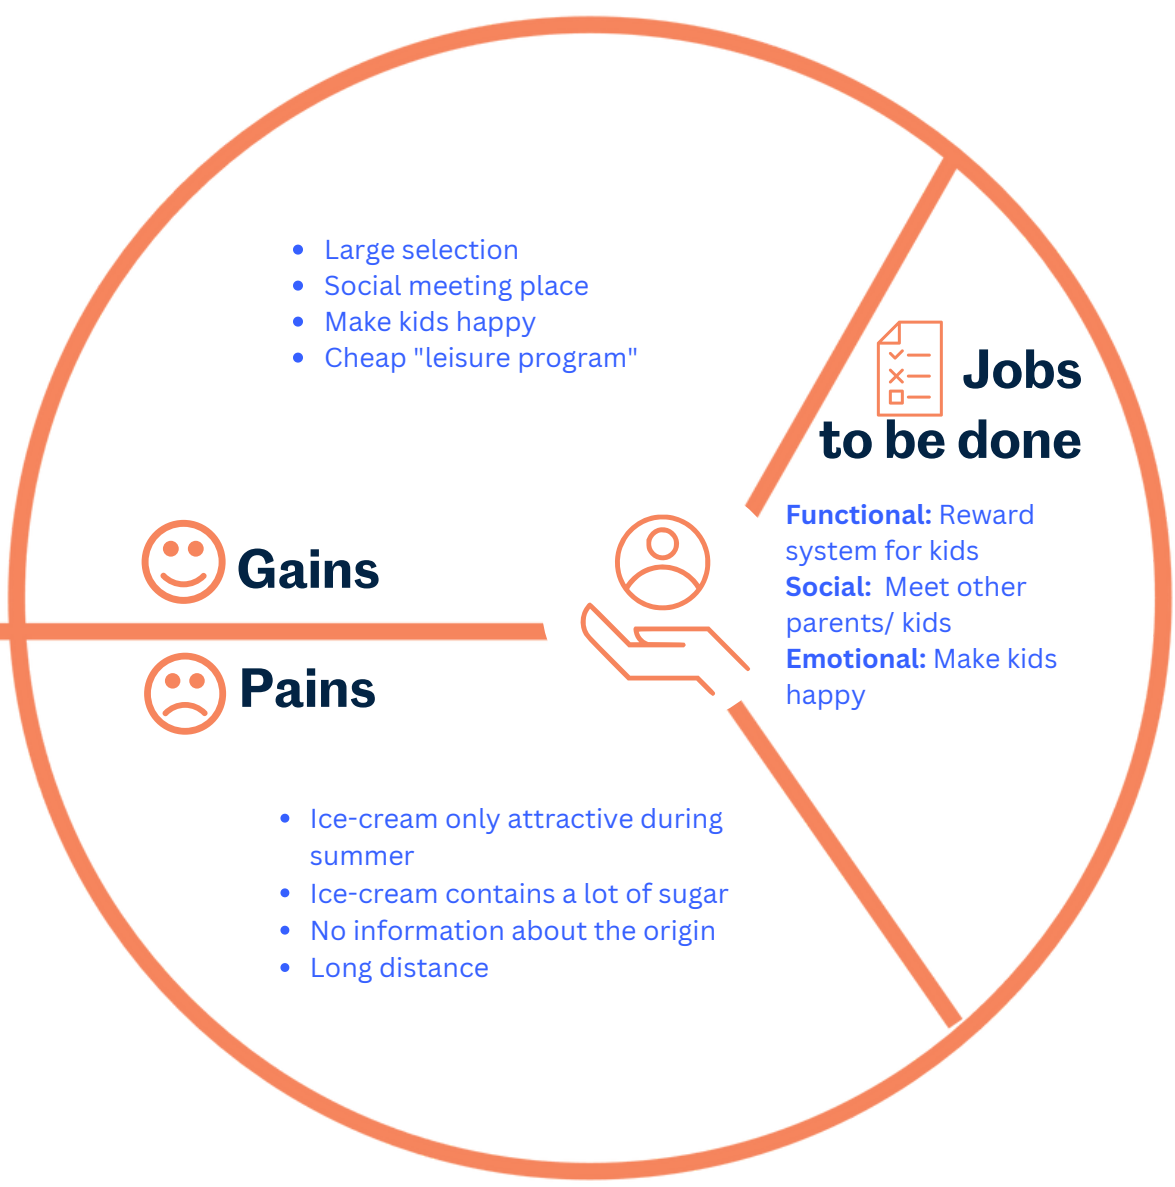 • Large selection
• Social meeting place
• Make kids happy
• Cheap "leisure program"
Gains
Jobs
to be done
Functional: Reward
system for kids
Social:  Meet other
parents/ kids
Emotional: Make kids
happy
Pains
• Ice-cream only attractive during
summer
• Ice-cream contains a lot of sugar
• No information about the origin
• Long distance